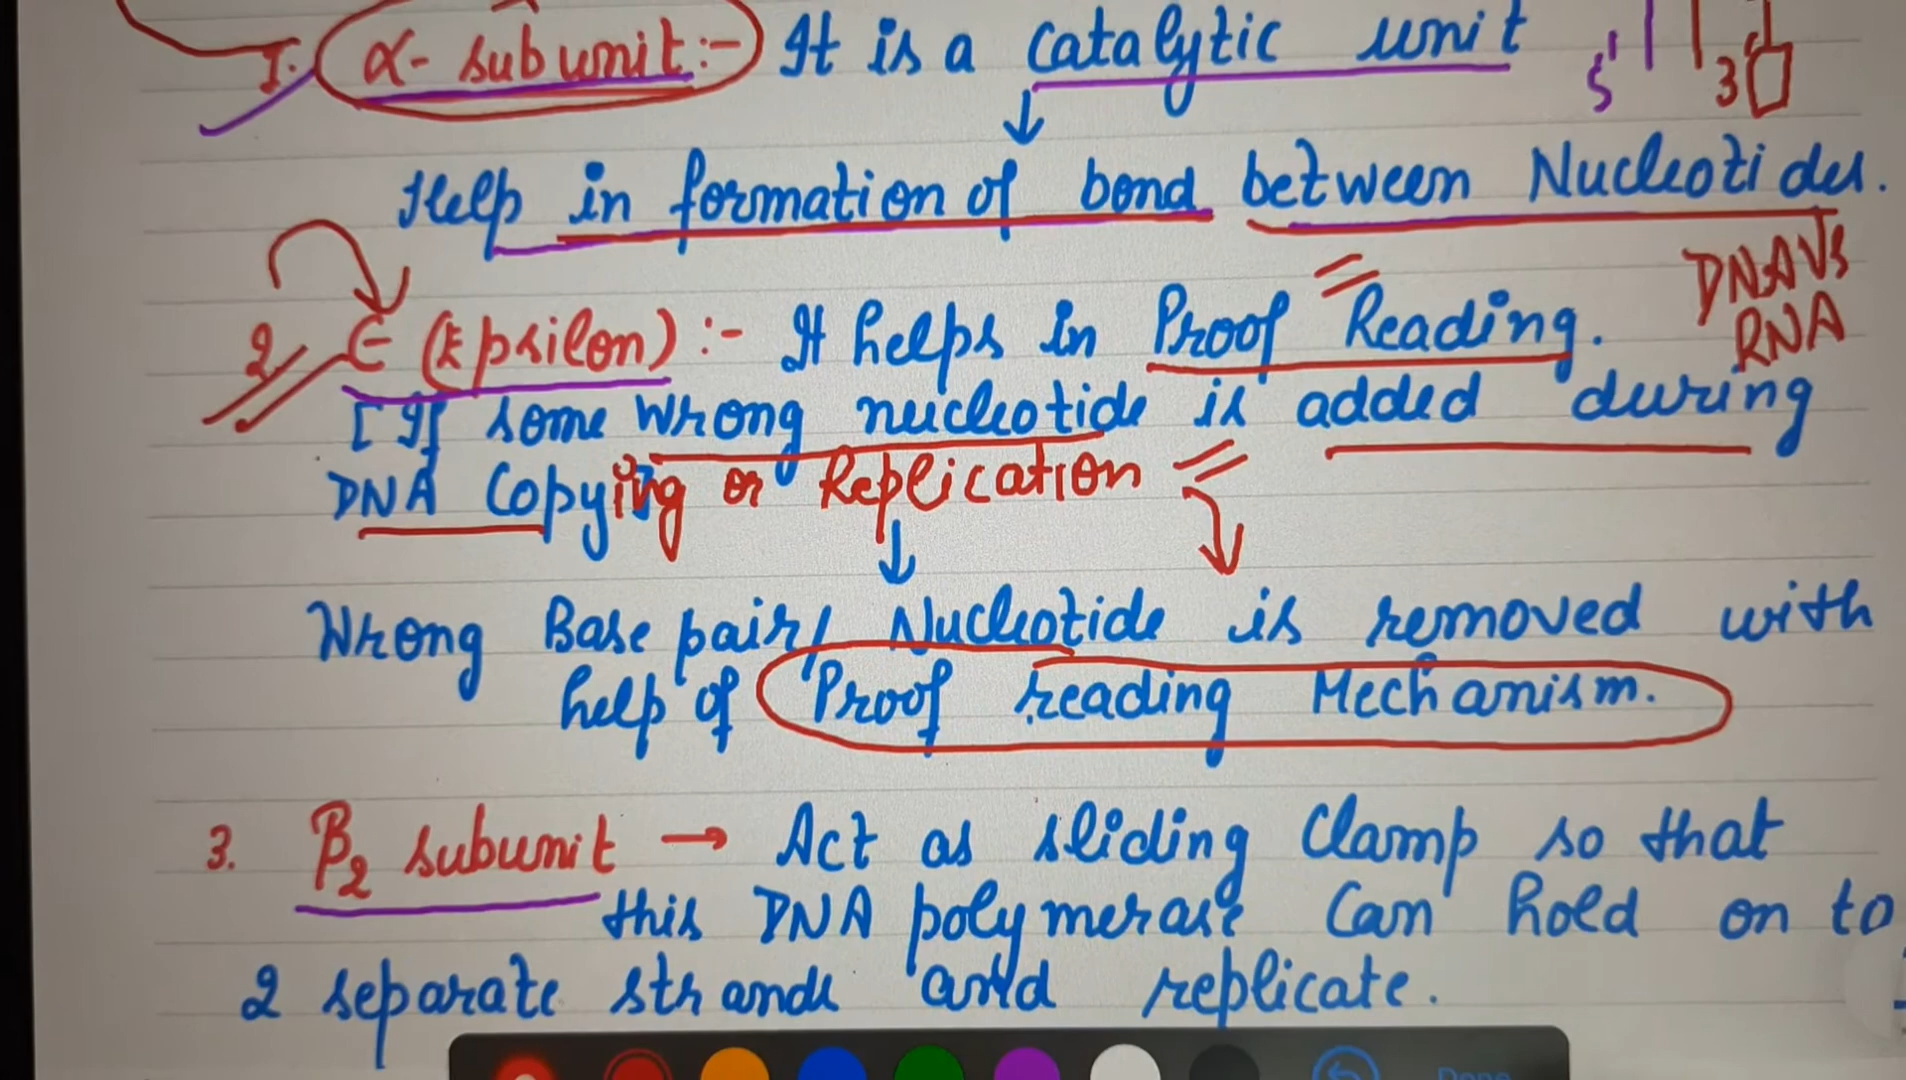 1. α- subunit:- It is a catalytic unit
5' 3'
↓
Help in formation of bond between Nucleotides.
DNA Vs
RNA
2. Є (Epsilon) :- It helps in Proof Reading.
[If some wrong nucleotide is added during
DNA Copying or Replication
↓
Wrong Base pair/ Nucleotide is removed with
help of Proof reading Mechanism.
3. β2 subunit → Act as sliding Clamp so that
this DNA polymerase Can hold on to
2 separate strands and replicate.
Done